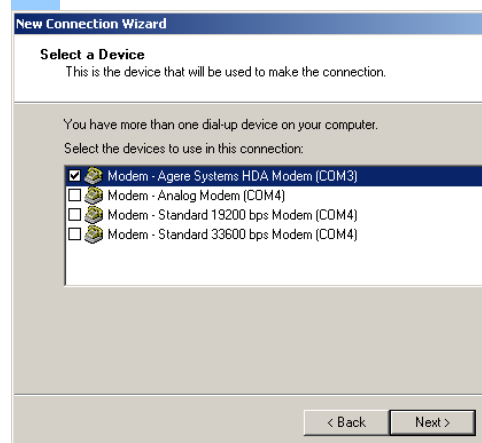 New Connection Wizard
Select a Device
This is the device that will be used to make the connection.
You have more than one dial-up device on your computer.
Select the devices to use in this connection:
Modem - Agere Systems HDA Modem (COM3)
Modem - Analog Modem (COM4)
Modem - Standard 19200 bps Modem (COM4)
Modem - Standard 33600 bps Modem (COM4)
< Back Next >